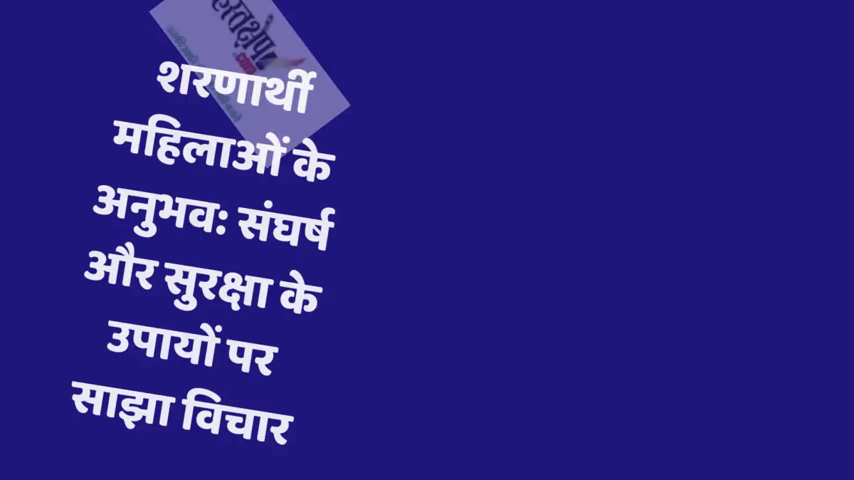 शरणार्थी
महिलाओं के
अनुभव: संघर्ष
और सुरक्षा के
उपायों पर
साझा विचार